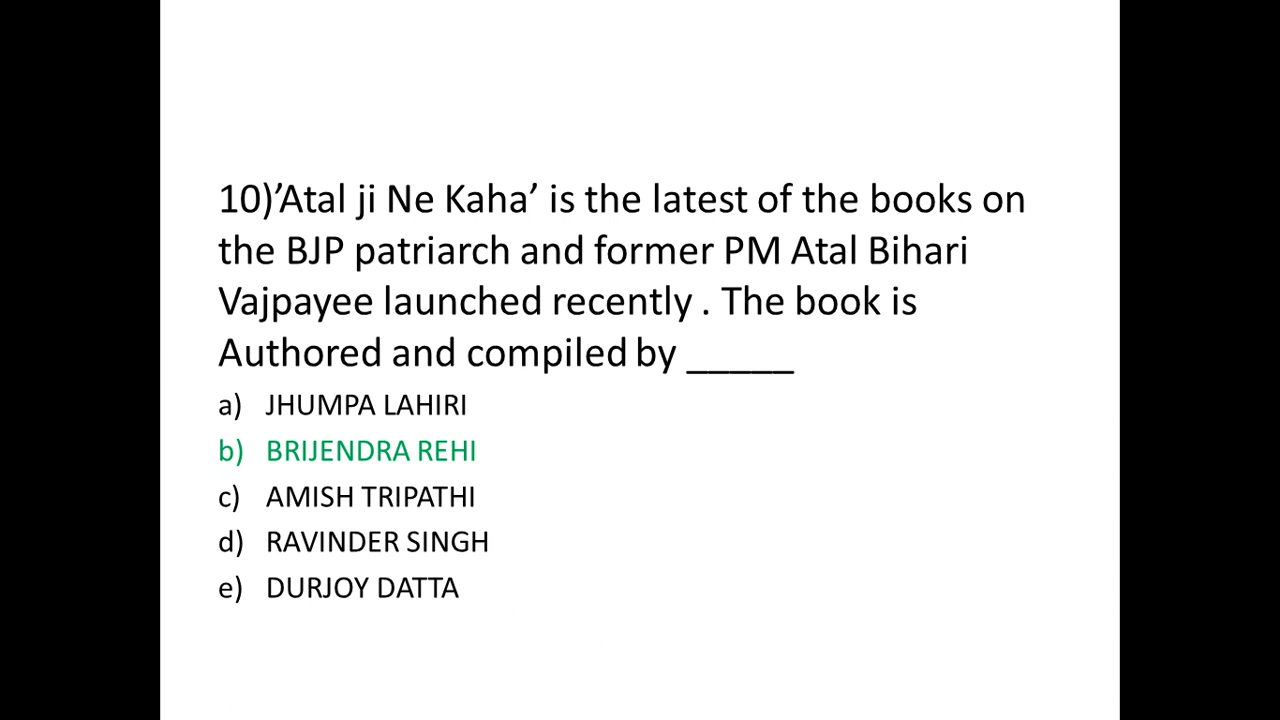 10)’Atal ji Ne Kaha’ is the latest of the books on
the BJP patriarch and former PM Atal Bihari
Vajpayee launched recently . The book is
Authored and compiled by _____
a) JHUMPA LAHIRI
b) BRIJENDRA REHI
c) AMISH TRIPATHI
d) RAVINDER SINGH
e) DURJOY DATTA